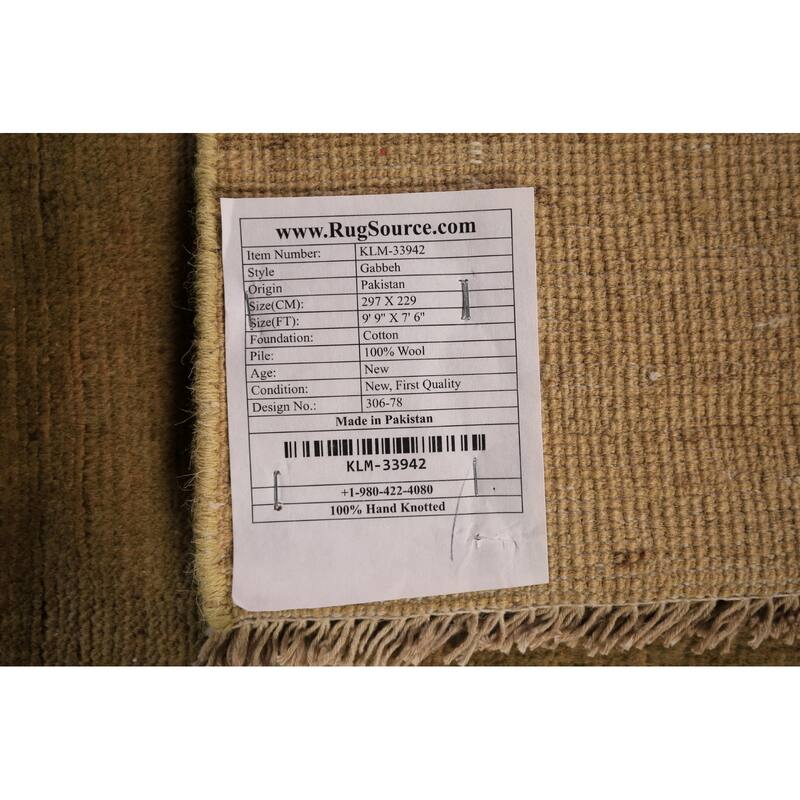 www.RugSource.com
Item Number: KLM-33942
Style Gabbeh
Origin Pakistan
Size(CM): 297 X 229
Size(FT): 9' 9" X 7' 6"
Foundation: Cotton
Pile: 100% Wool
Age: New
Condition: New, First Quality
Design No.: 306-78
Made in Pakistan
KLM-33942
+1-980-422-4080
100% Hand Knotted